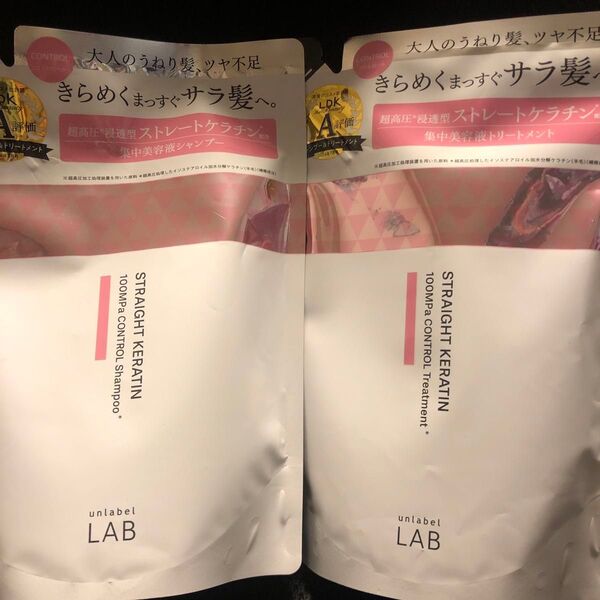 CONTROL
大人のうねり髪、ツヤ不足
きらめくまっすぐサラ髪へ。
LDK
A評価
超高圧*浸透型ストレートケラチン配合
集中美容液シャンプー
STRAIGHT KERATIN
100MPa CONTROL Shampoo*
unlabel
LAB
CONTROL
大人のうねり髪、ツヤ不足
きらめくまっすぐサラ髪へ
LDK
A評価
超高圧*浸透型ストレートケラチン
集中美容液トリートメント
STRAIGHT KERATIN
100MPa CONTROL Treatment*
unlabel
LAB